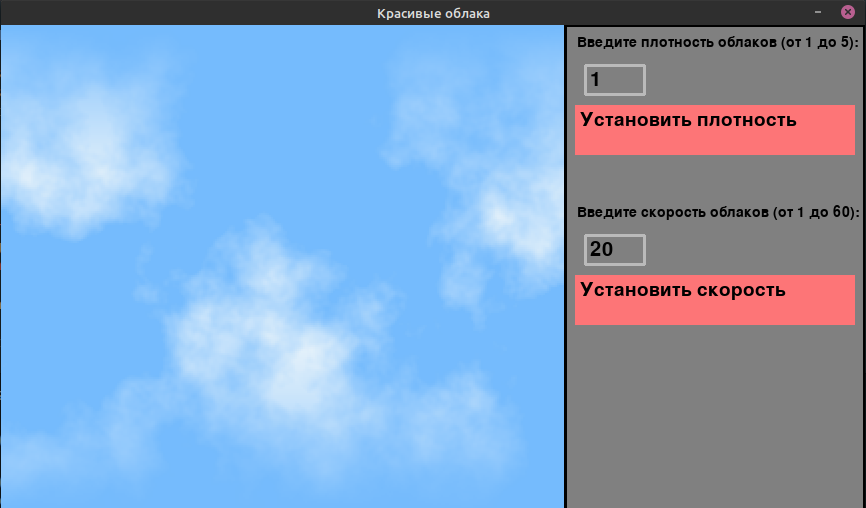 Красивые облака
Введите плотность облаков (от 1 до 5):
1
Установить плотность
Введите скорость облаков (от 1 до 60):
20
Установить скорость